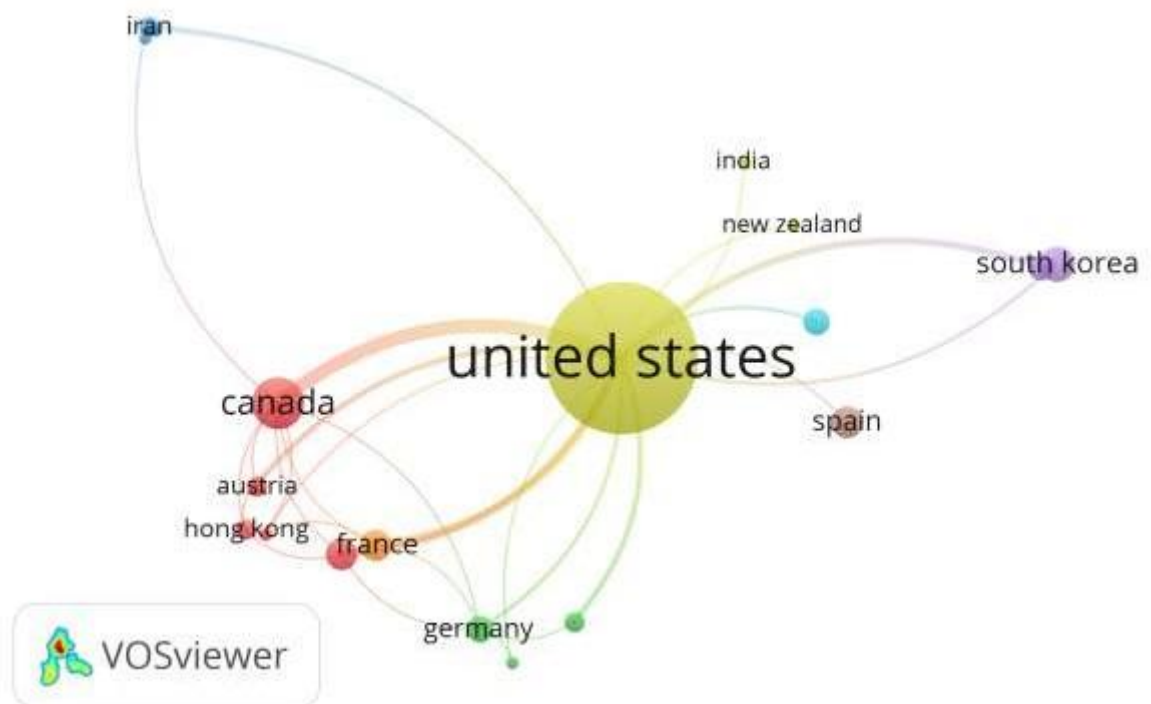 iran
india
new zealand
south korea
united states
canada
spain
austria
hong kong
france
germany
VOSviewer